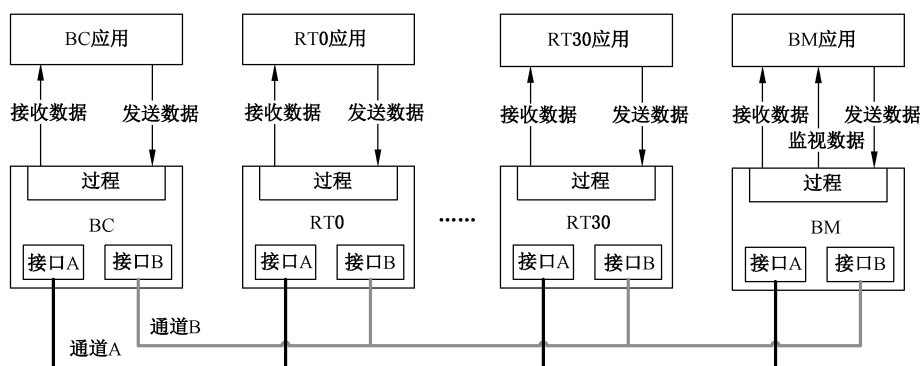 BC应用 RT0应用 RT30应用 BM应用
接收数据 发送数据 接收数据 发送数据 接收数据 发送数据 接收数据 发送数据
监视数据
过程 过程 过程 过程
BC RT0 …… RT30 BM
接口A 接口B 接口A 接口B 接口A 接口B 接口A 接口B
通道B
通道A